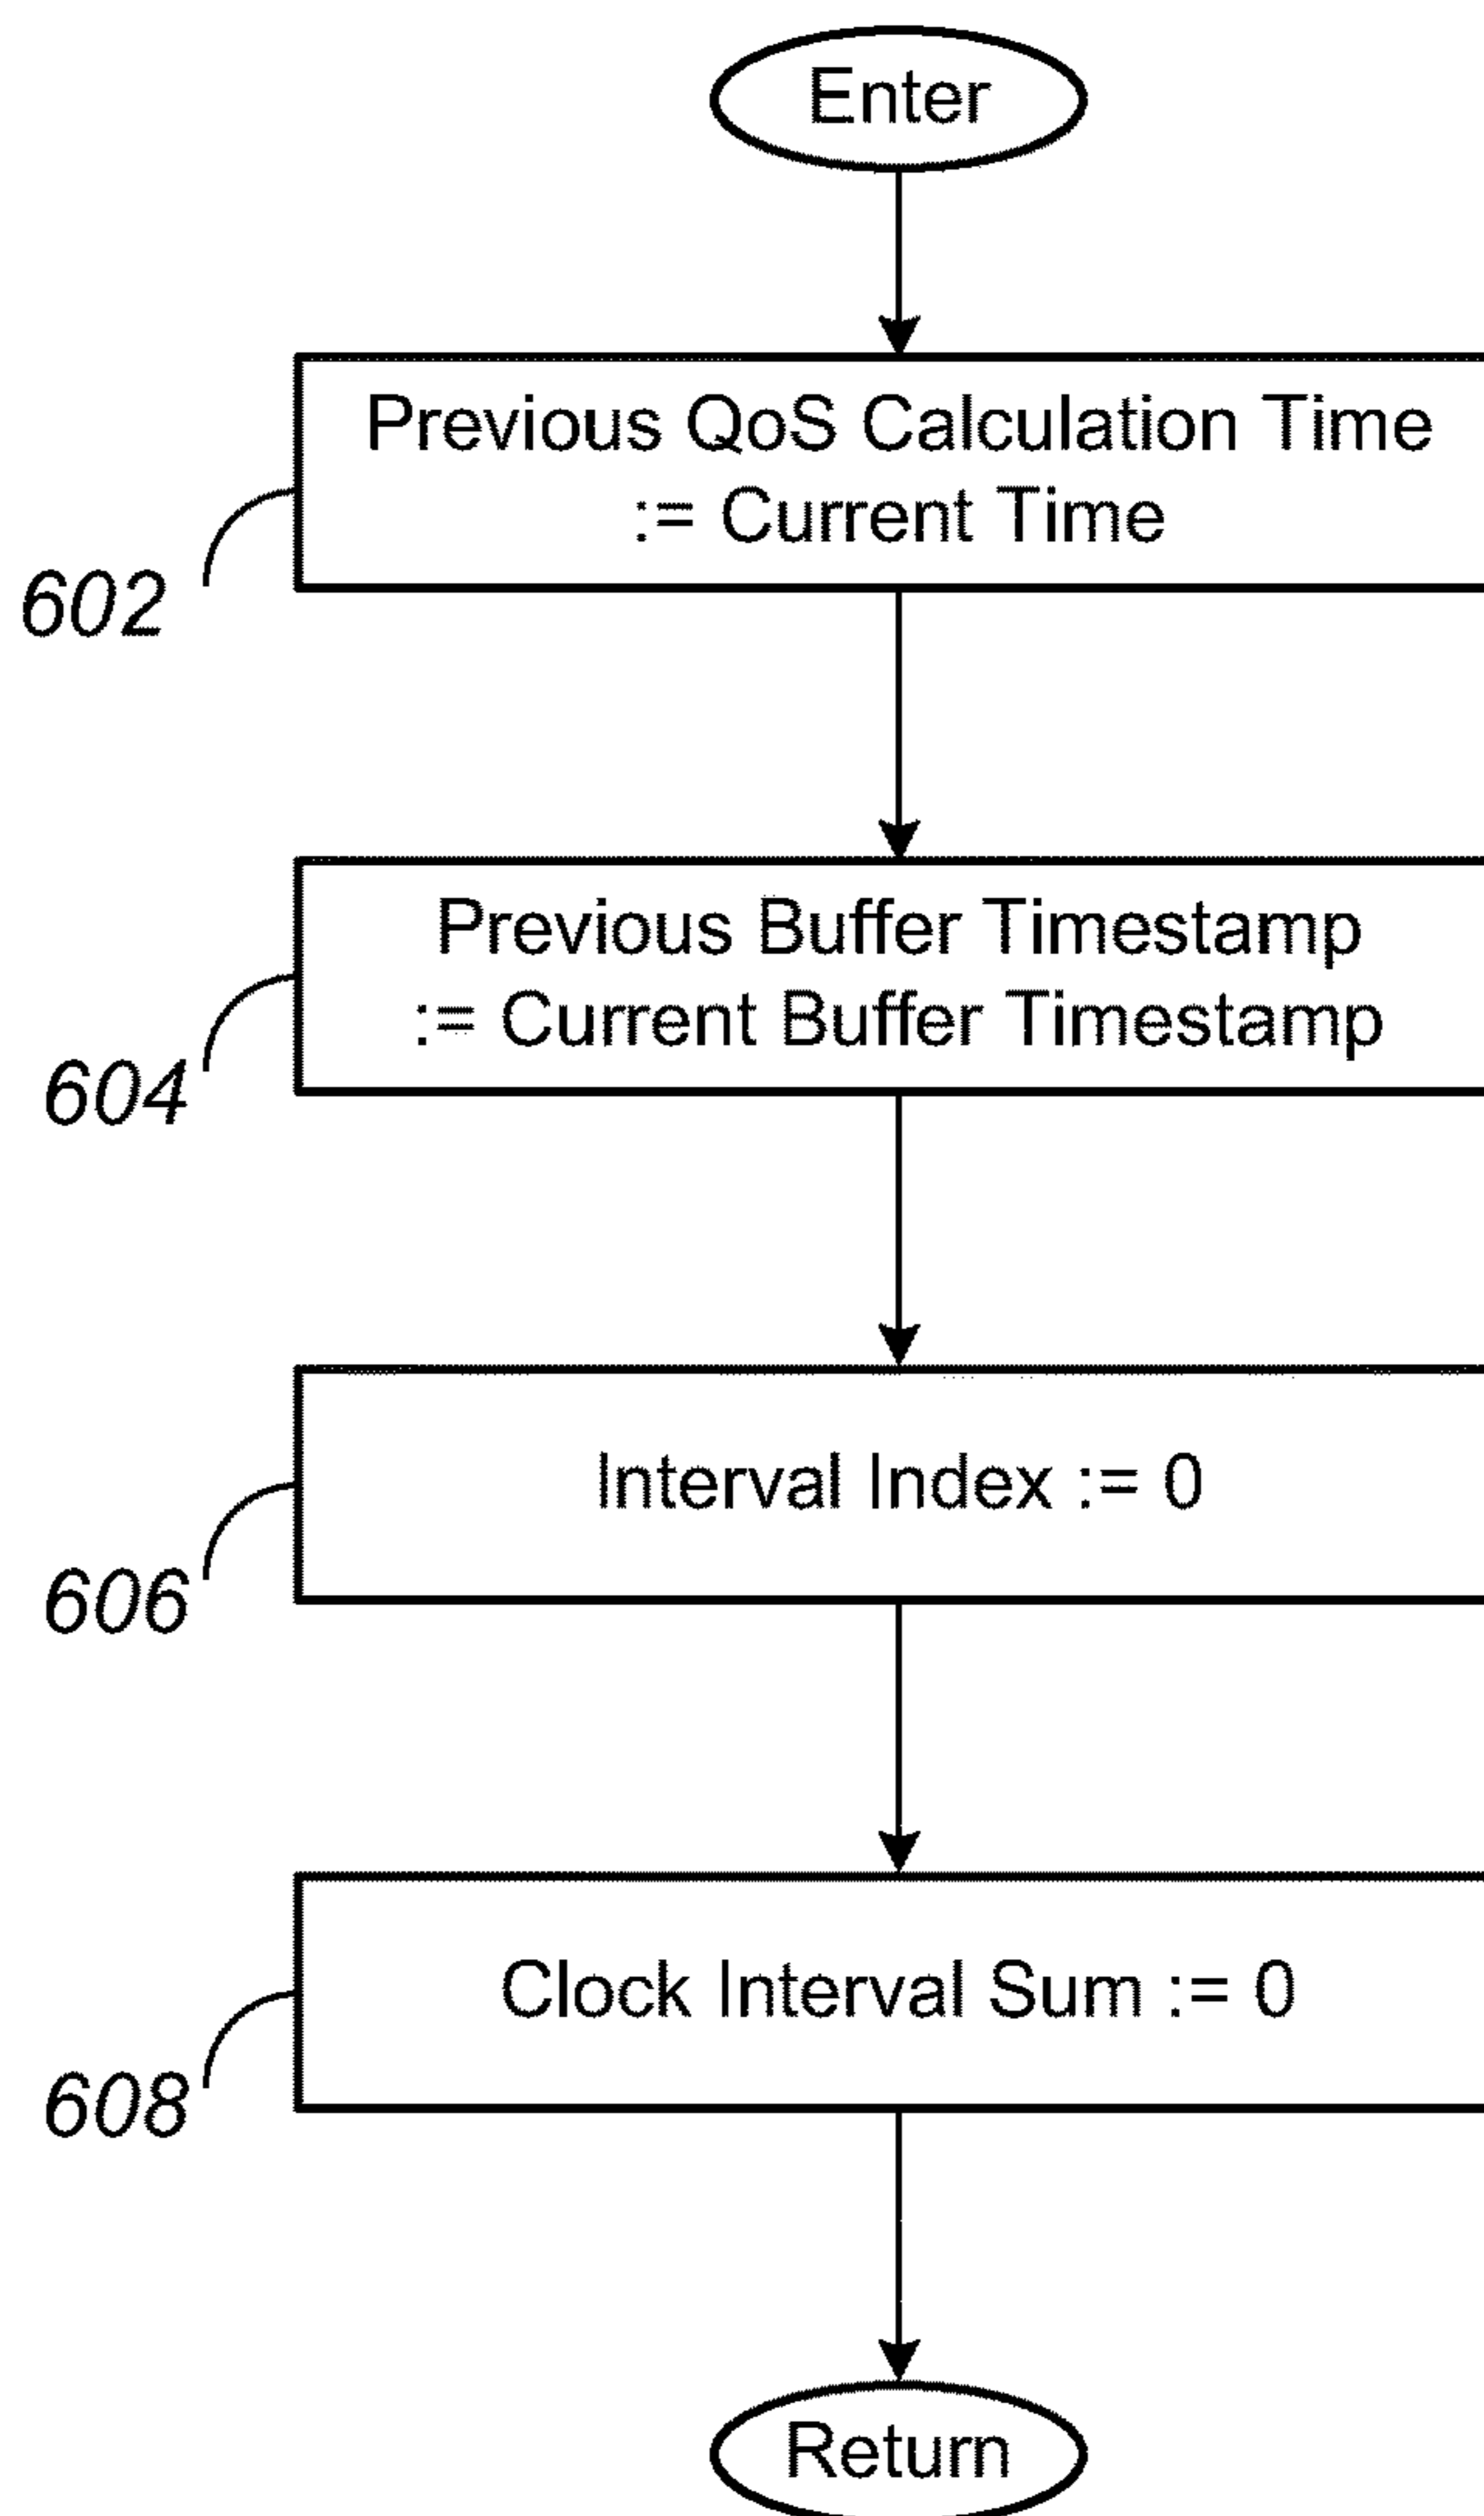 Enter
Previous QoS Calculation Time
:= Current Time
602
Previous Buffer Timestamp
:= Current Buffer Timestamp
604
Interval Index := 0
606
Clock Interval Sum := 0
608
Return